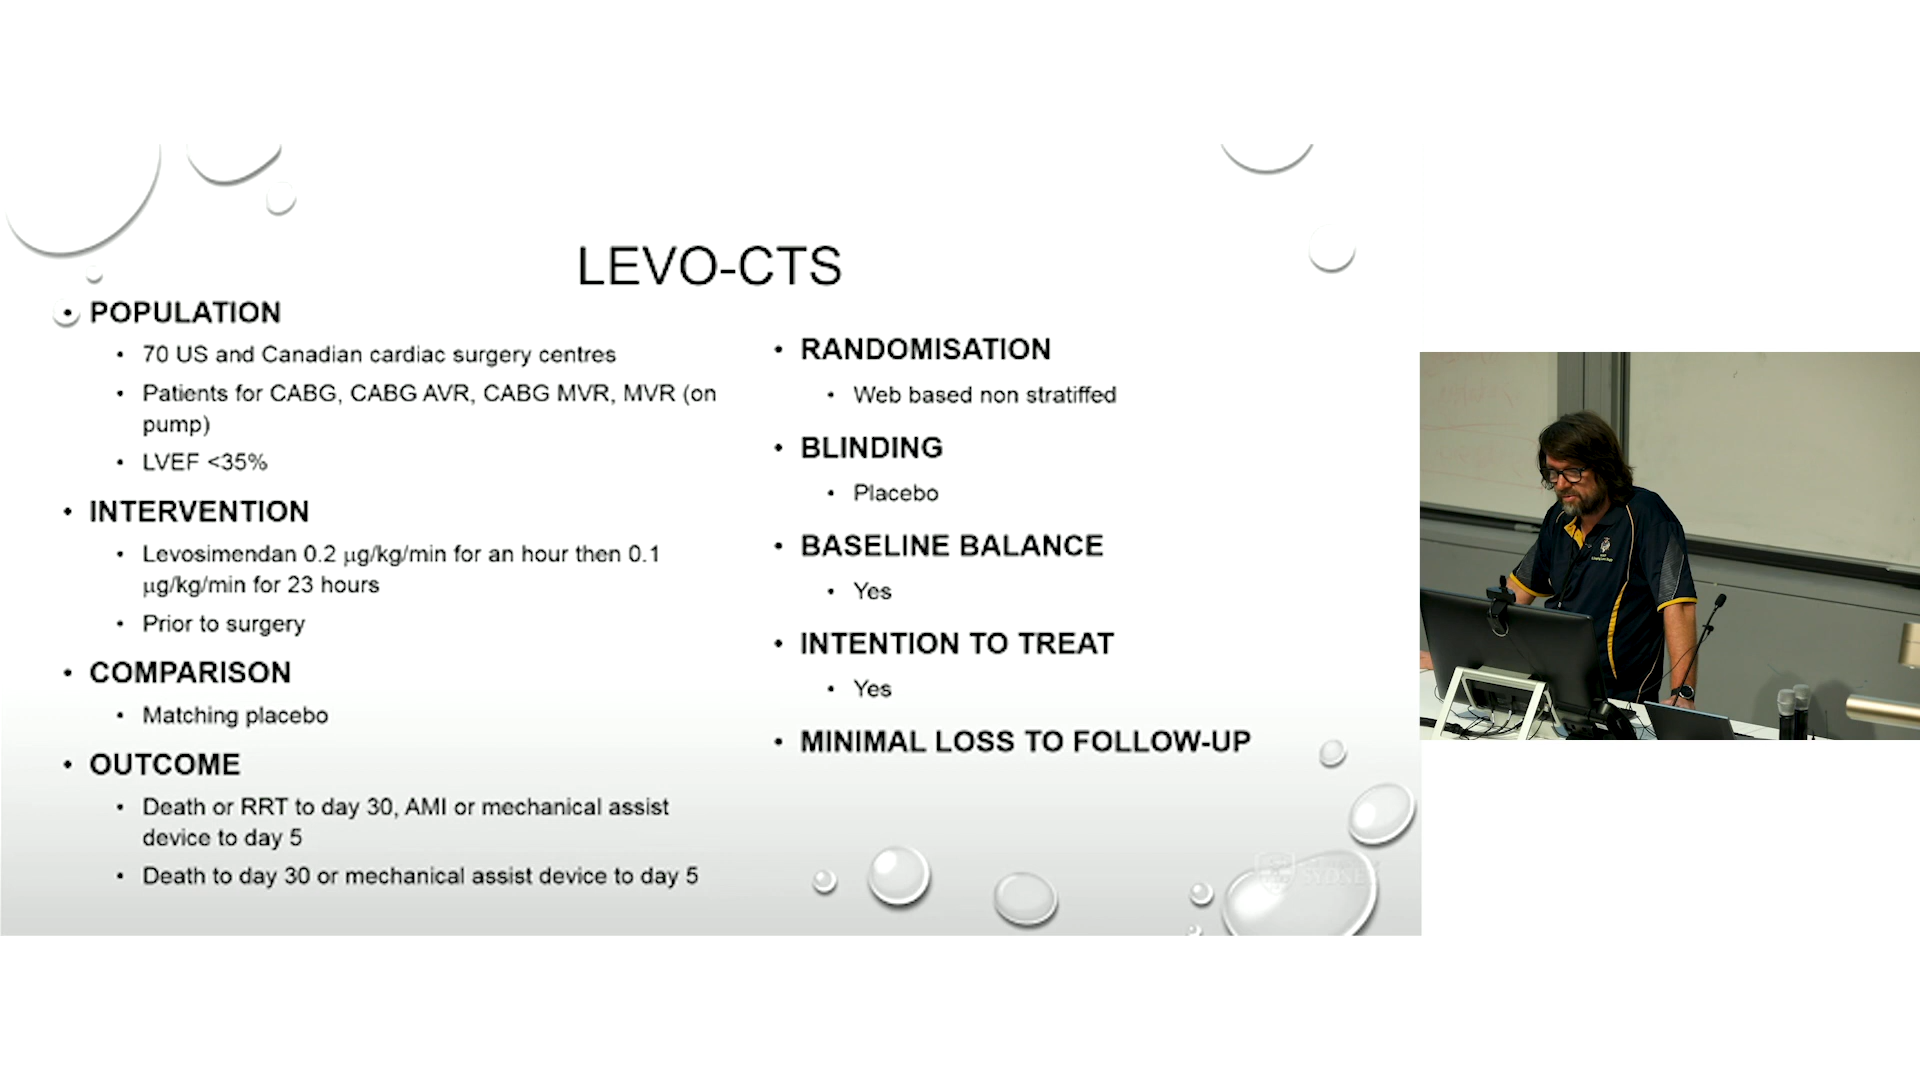 LEVO-CTS
• POPULATION
• 70 US and Canadian cardiac surgery centres
• Patients for CABG, CABG AVR, CABG MVR, MVR (on
pump)
• LVEF <35%
• INTERVENTION
• Levosimendan 0.2 µg/kg/min for an hour then 0.1
µg/kg/min for 23 hours
• Prior to surgery
• COMPARISON
• Matching placebo
• OUTCOME
• Death or RRT to day 30, AMI or mechanical assist
device to day 5
• Death to day 30 or mechanical assist device to day 5
• RANDOMISATION
• Web based non stratiffed
• BLINDING
• Placebo
• BASELINE BALANCE
• Yes
• INTENTION TO TREAT
• Yes
• MINIMAL LOSS TO FOLLOW-UP